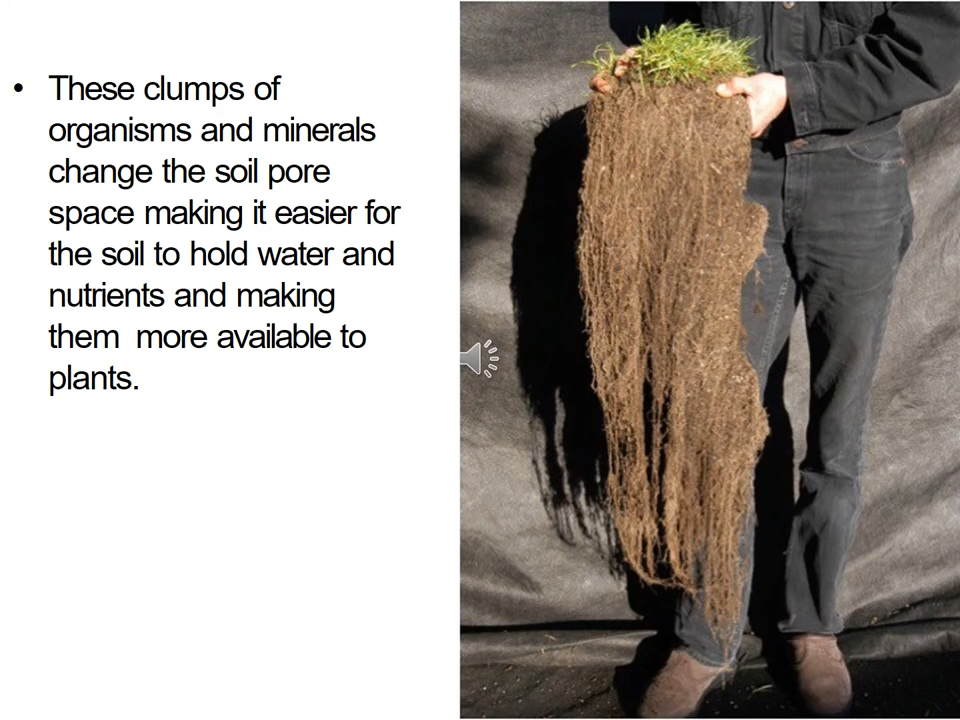 • These clumps of
organisms and minerals
change the soil pore
space making it easier for
the soil to hold water and
nutrients and making
them  more available to
plants.